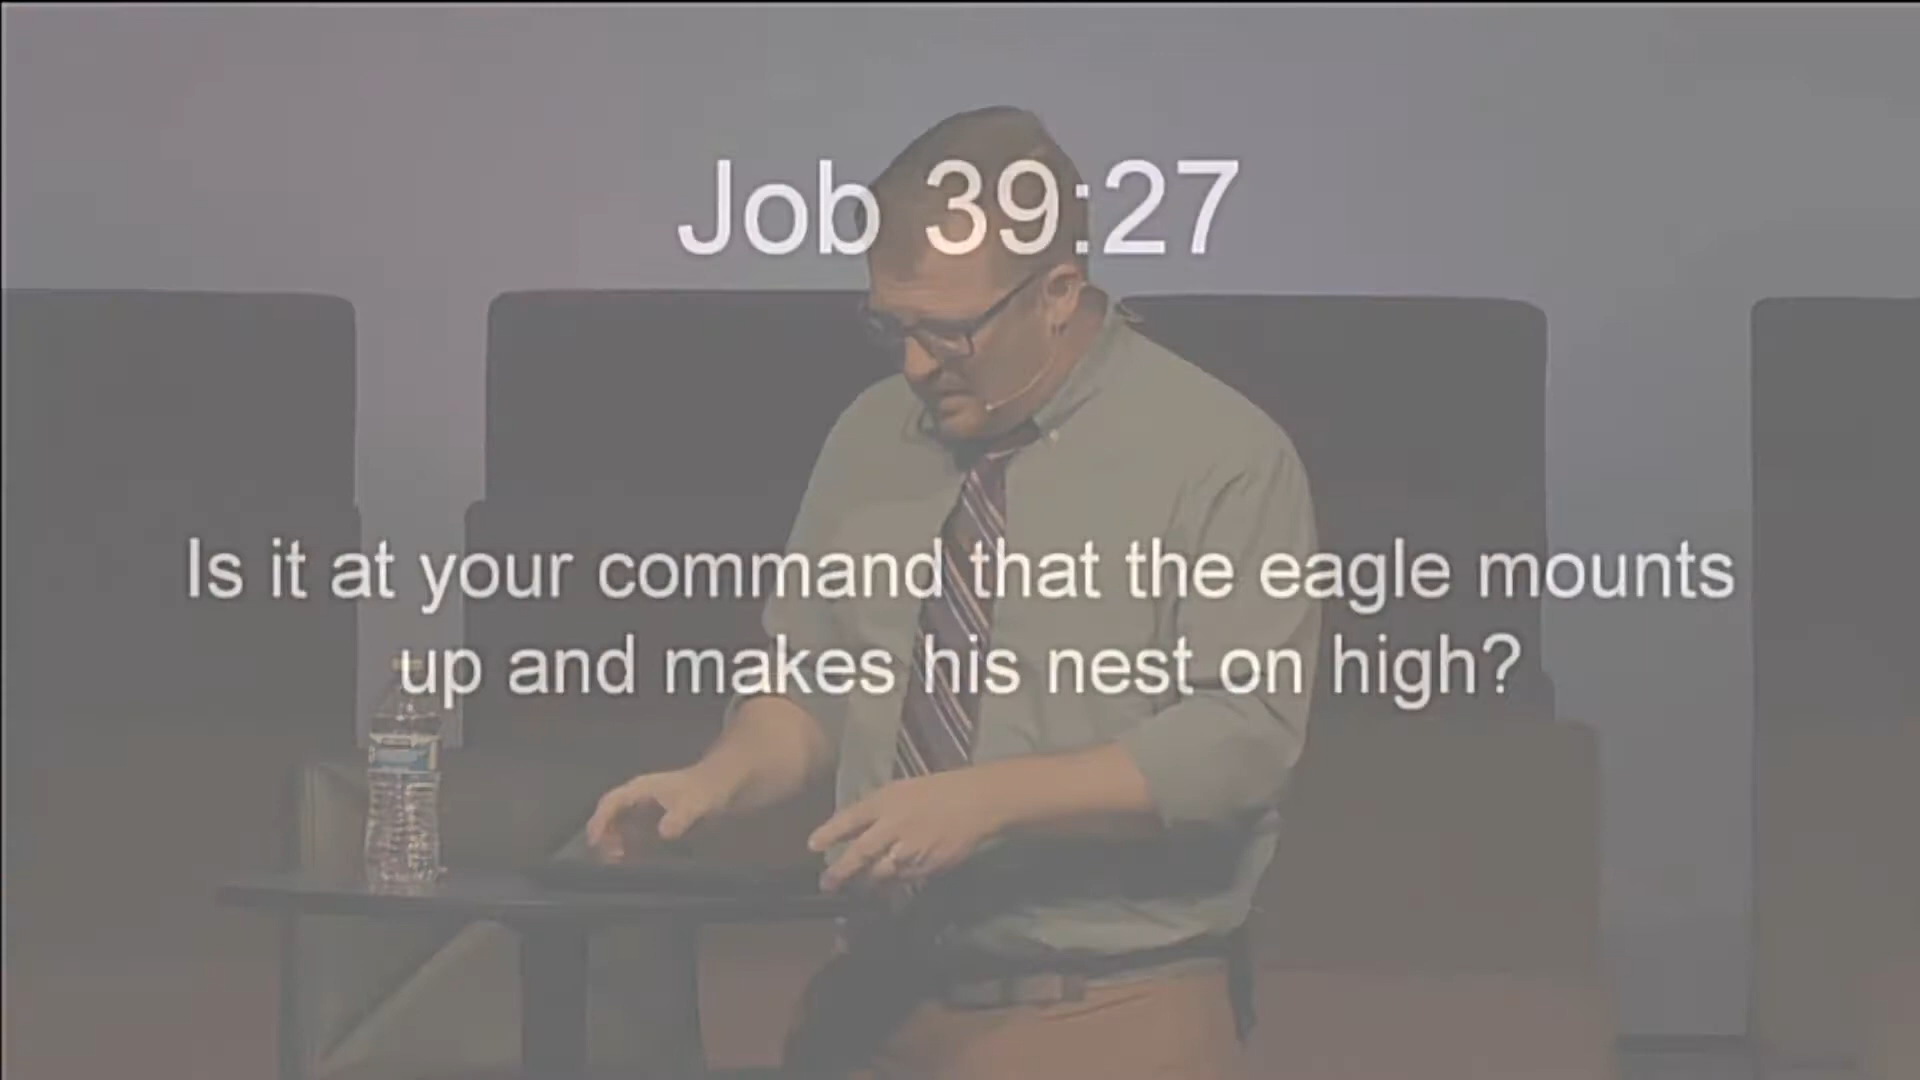 Job 39:27
Is it at your command that the eagle mounts
up and makes his nest on high?